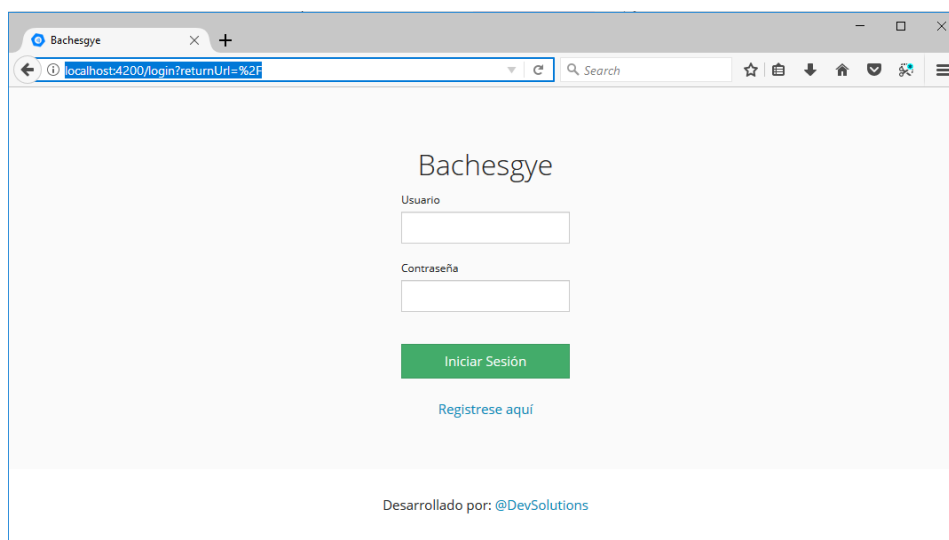 Bachesgye
localhost:4200/login?returnUrl=%2F
Search
Bachesgye
Usuario
Contraseña
Iniciar Sesión
Registrese aquí
Desarrollado por: @DevSolutions